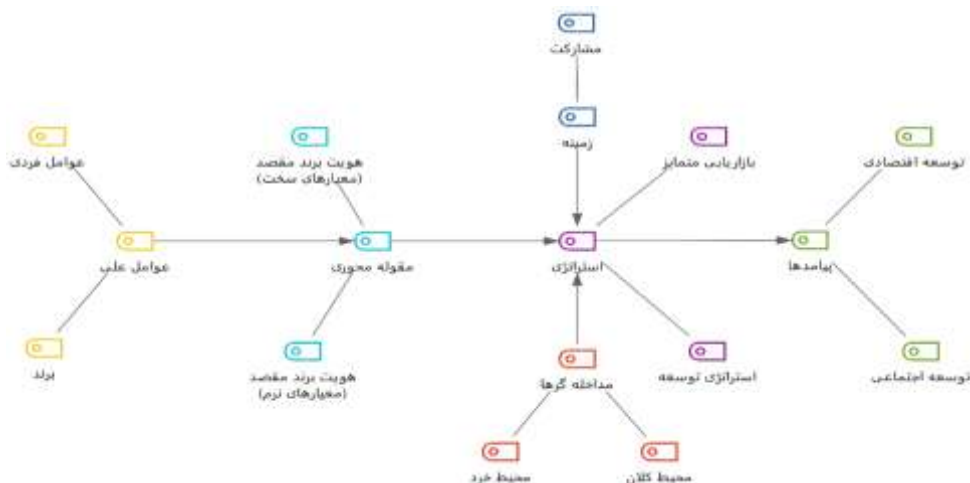 مشارکت
زمینه
عوامل فردی
هویت برند مقصد
(معیارهای سخت)
بازاریابی متمایز
توسعه اقتصادی
عوامل علی
مقوله محوری
استراتژی
پیامدها
برند
هویت برند مقصد
(معیارهای نرم)
مداخله گرها
استراتژی توسعه
توسعه اجتماعی
محیط خرد
محیط کلان